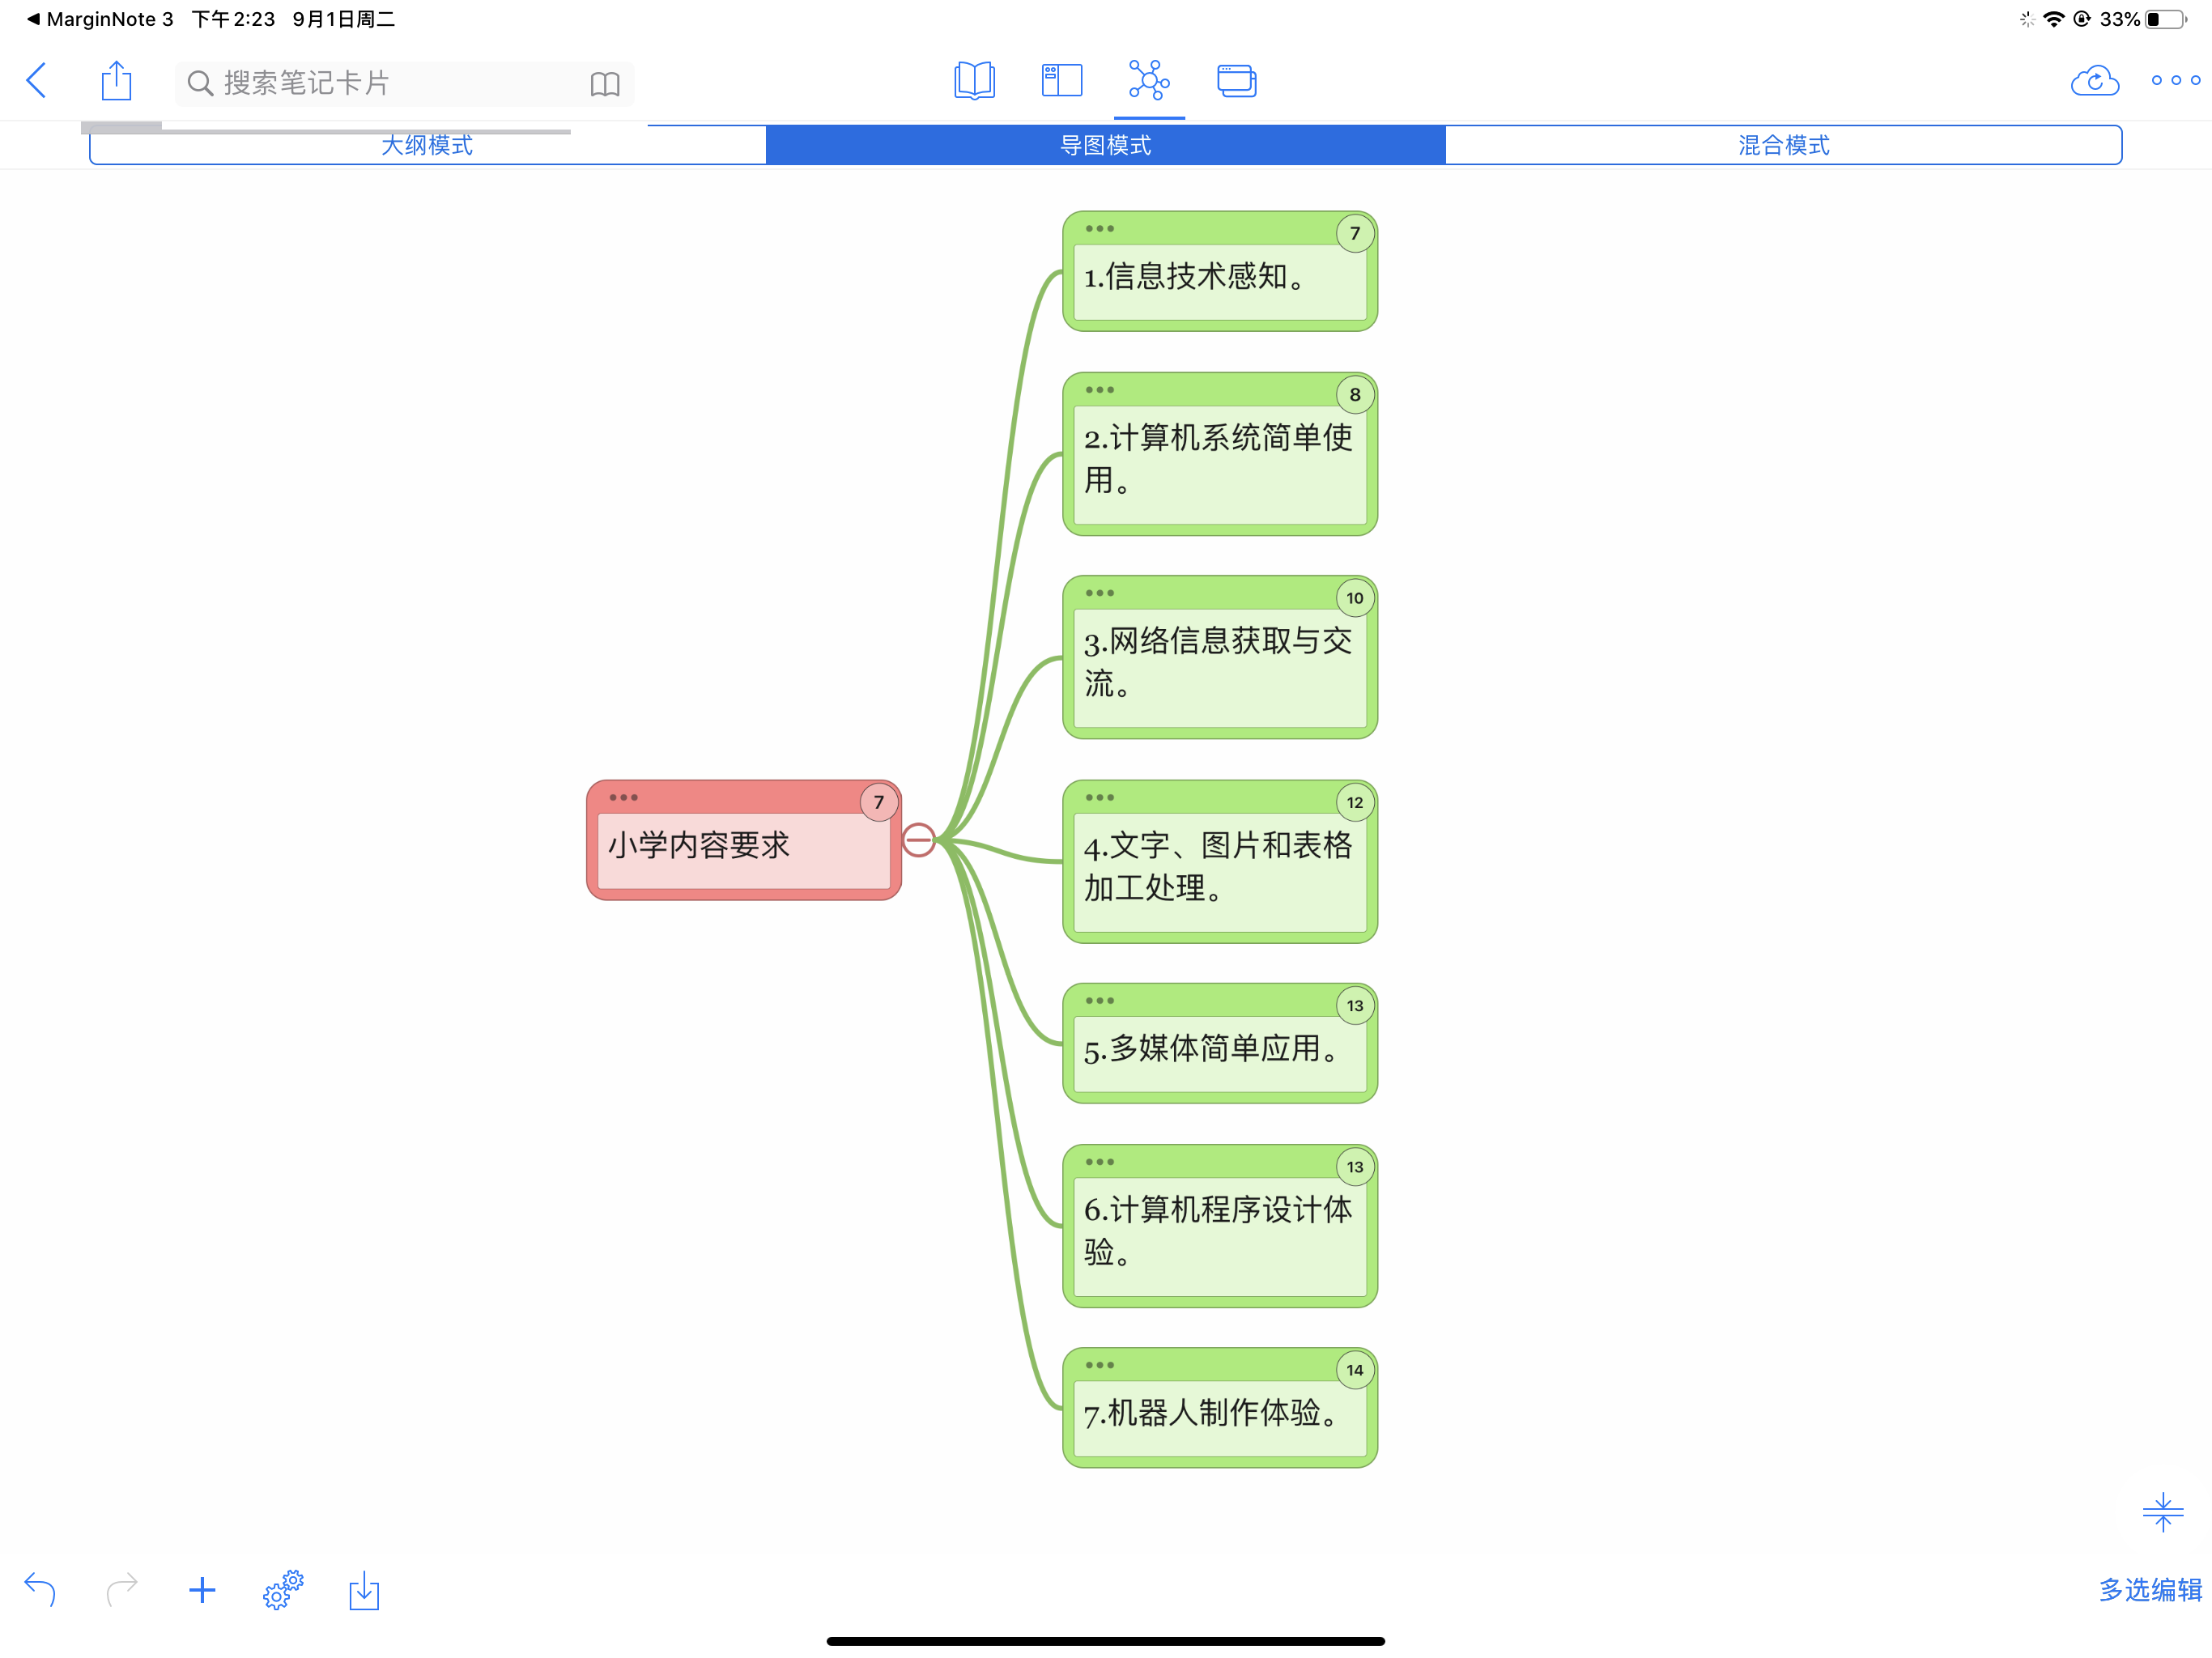 MarginNote 3 下午2:23 9月1日周二
33%
搜索笔记卡片
大纲模式
导图模式
混合模式
7
小学内容要求
7
1.信息技术感知。
8
2.计算机系统简单使
用。
10
3.网络信息获取与交
流。
12
4.文字、图片和表格
加工处理。
13
5.多媒体简单应用。
13
6.计算机程序设计体
验。
14
7.机器人制作体验。
多选编辑